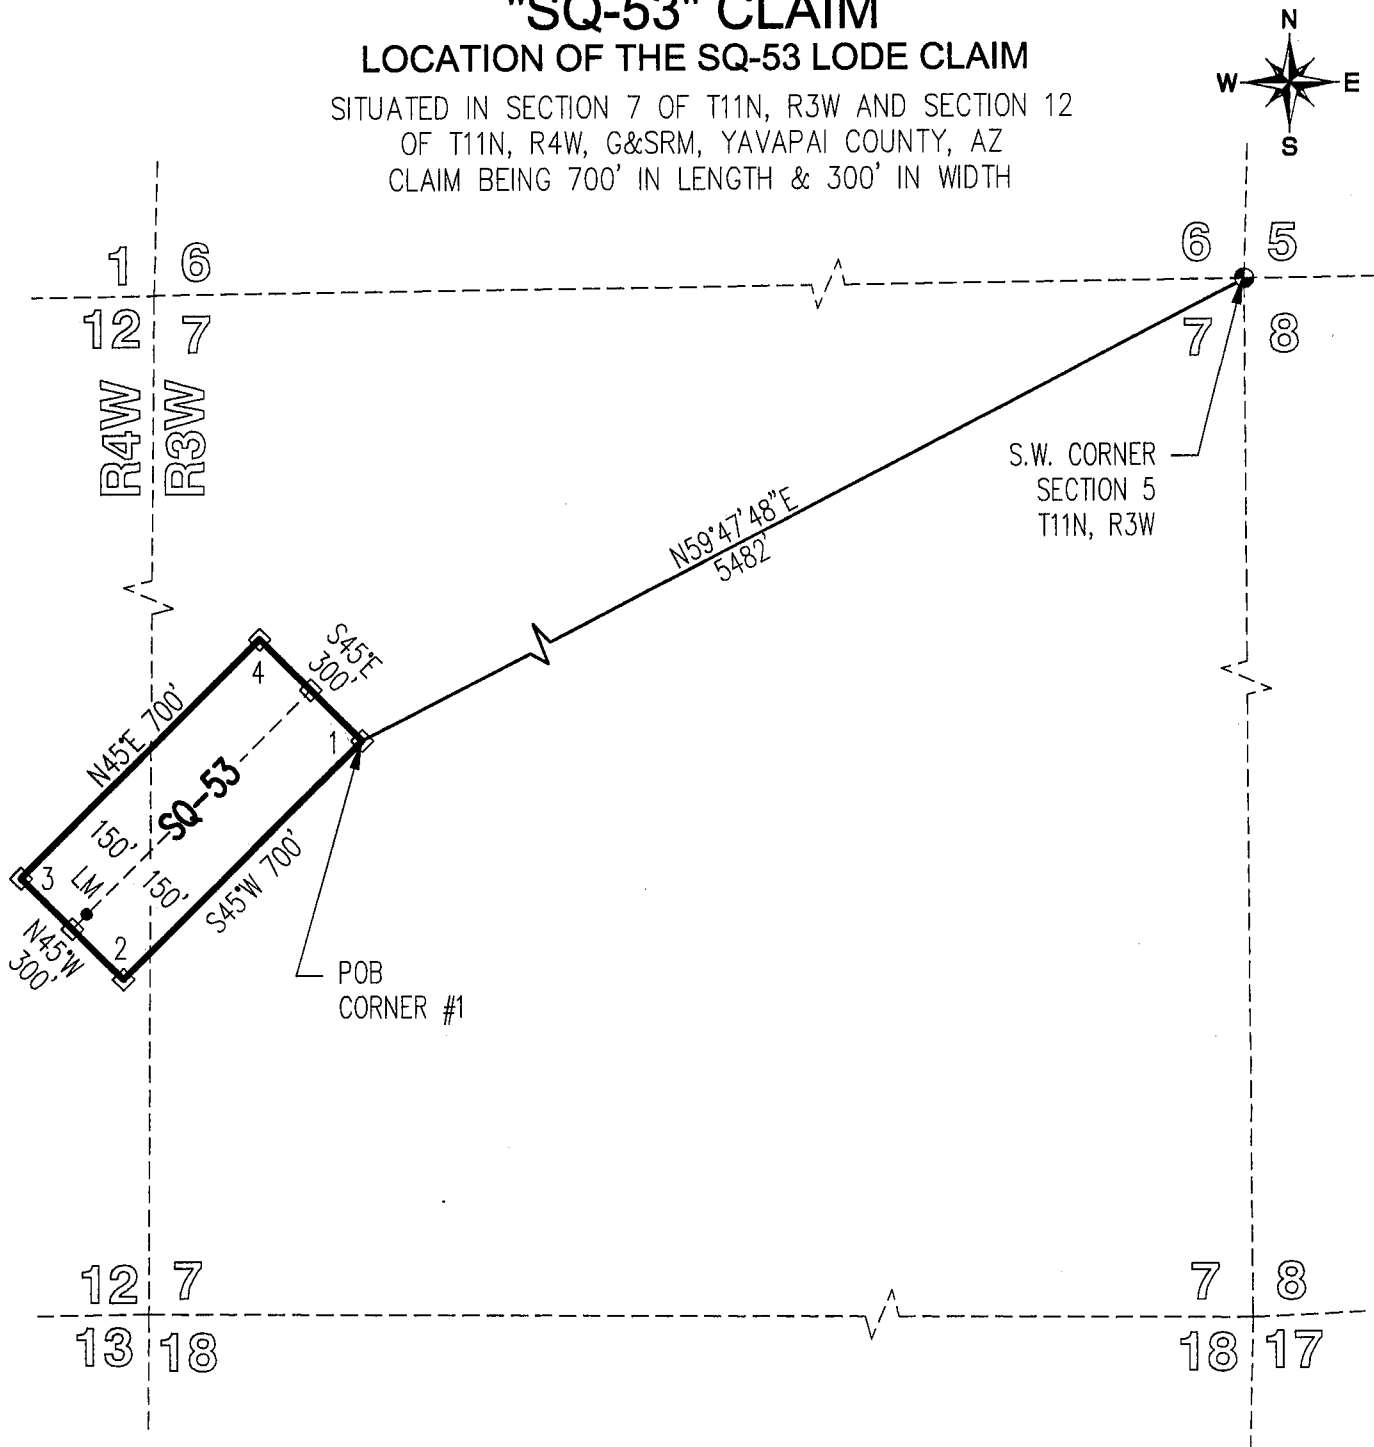 "SQ-53" CLAIM
LOCATION OF THE SQ-53 LODE CLAIM
SITUATED IN SECTION 7 OF T11N, R3W AND SECTION 12
OF T11N, R4W, G&SRM, YAVAPAI COUNTY, AZ
CLAIM BEING 700' IN LENGTH & 300' IN WIDTH
N
W E
S
1 6
12 7
6 5
7 8
R4W
R3W
S.W. CORNER
SECTION 5
T11N, R3W
N59°47'48"E
5482'
S45°E
300'
4
1
N45°E 700'
SQ-53
150'
150'
LM
3
2
S45°W 700'
N45°W
300'
POB
CORNER #1
12 7
13 18
7 8
18 17